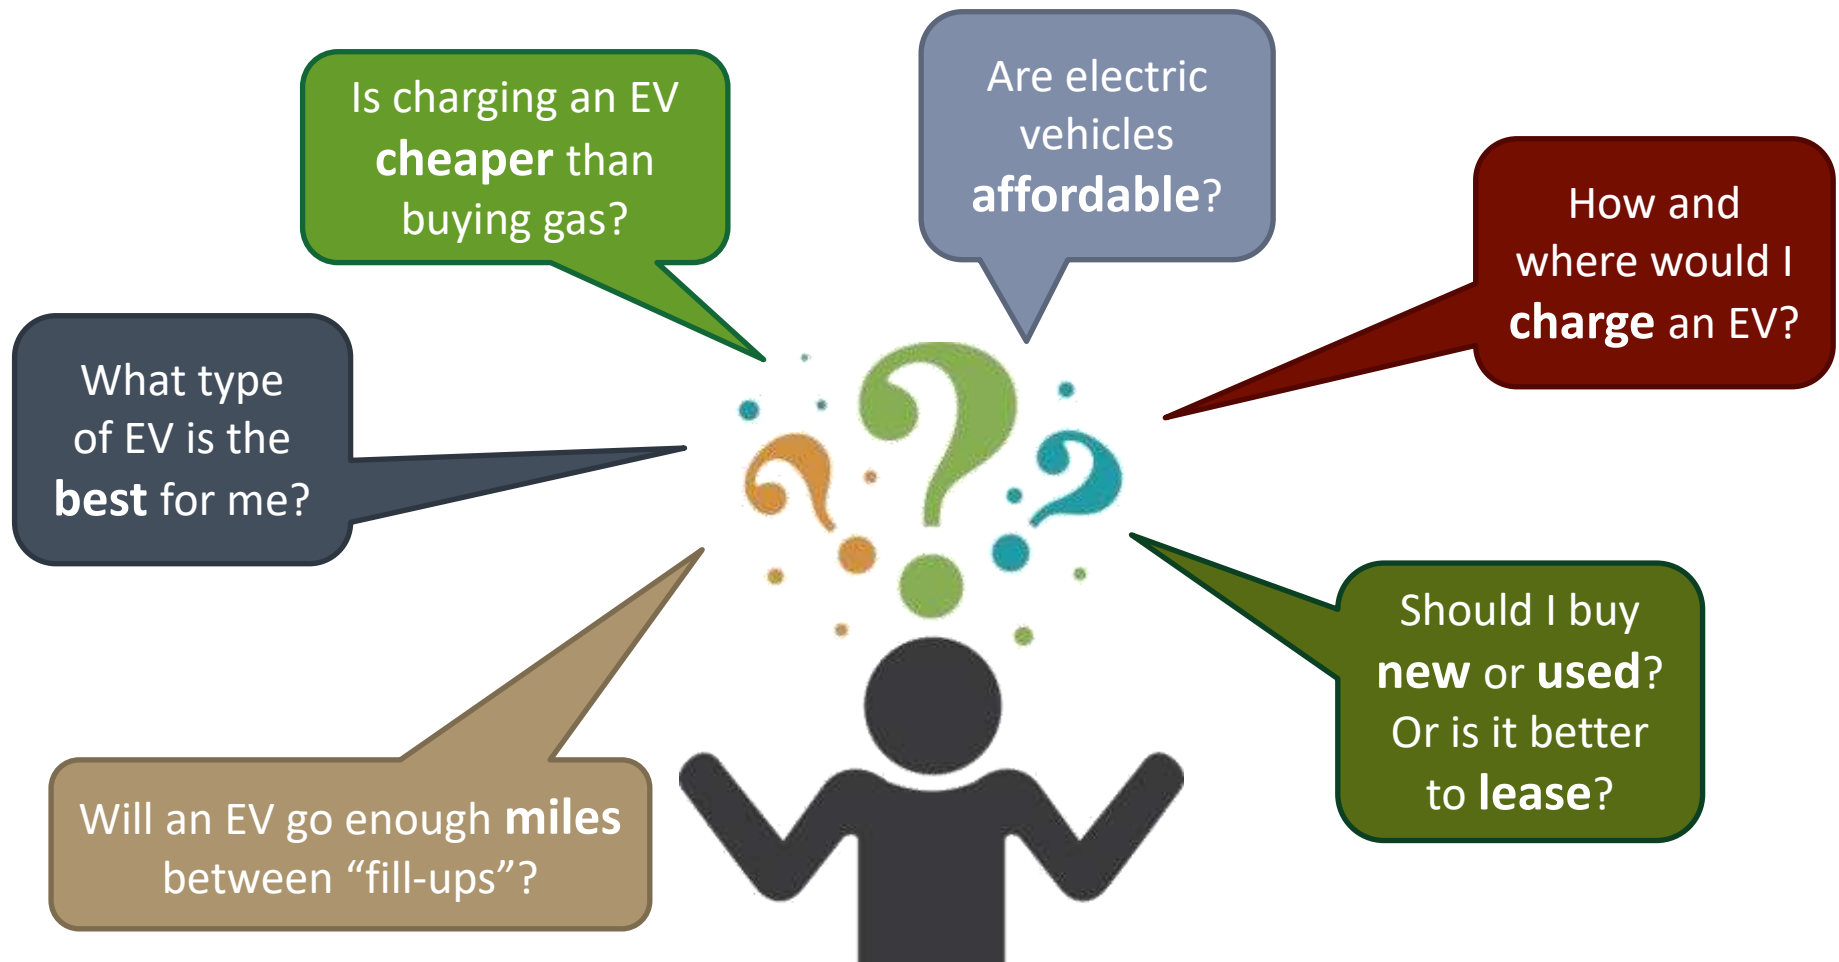 Is charging an EV
cheaper than
buying gas?
Are electric
vehicles
affordable?
How and
where would I
charge an EV?
What type
of EV is the
best for me?
Should I buy
new or used?
Or is it better
to lease?
Will an EV go enough miles
between “fill-ups”?